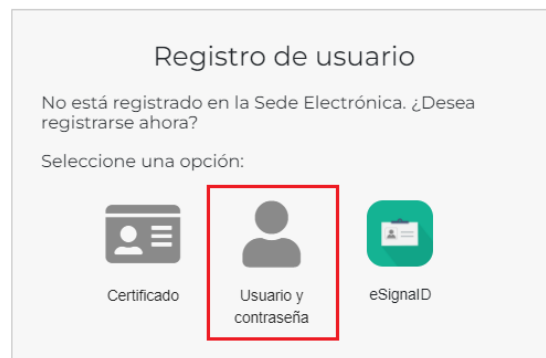 Registro de usuario
No está registrado en la Sede Electrónica. ¿Desea
registrarse ahora?
Seleccione una opción:
Certificado
Usuario y
contraseña
eSignaID